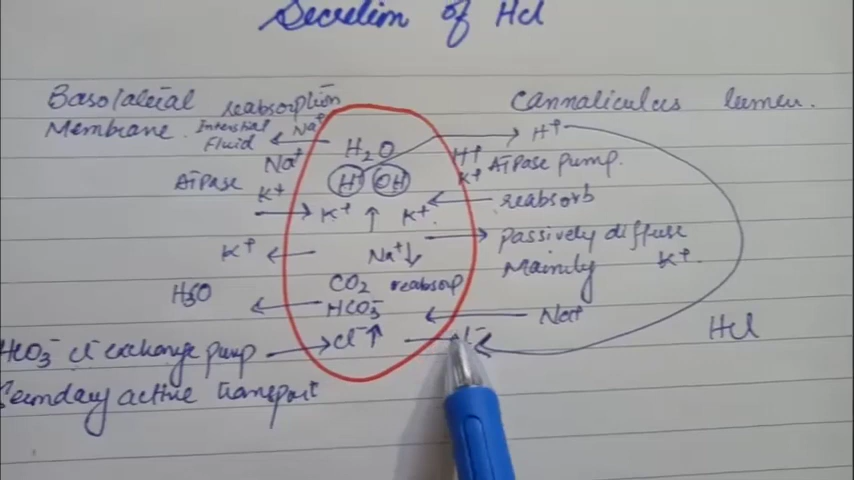 Secretion of Hcl
Basolateral reabsorption Cannaliculus lumen.
Membrane. Interstial Na+ H+
Fluid H2O H+
Na+ K+ ATPase pump.
ATPase H+ OH
K+ reabsorb
K+ K+
K+ Na+ passively diffuse
Mainly K+
CO2 reabsorp
H2O HCO3- Na+
HCO3- Cl- exchange pump Cl- Cl- Hcl
Secondary active transport